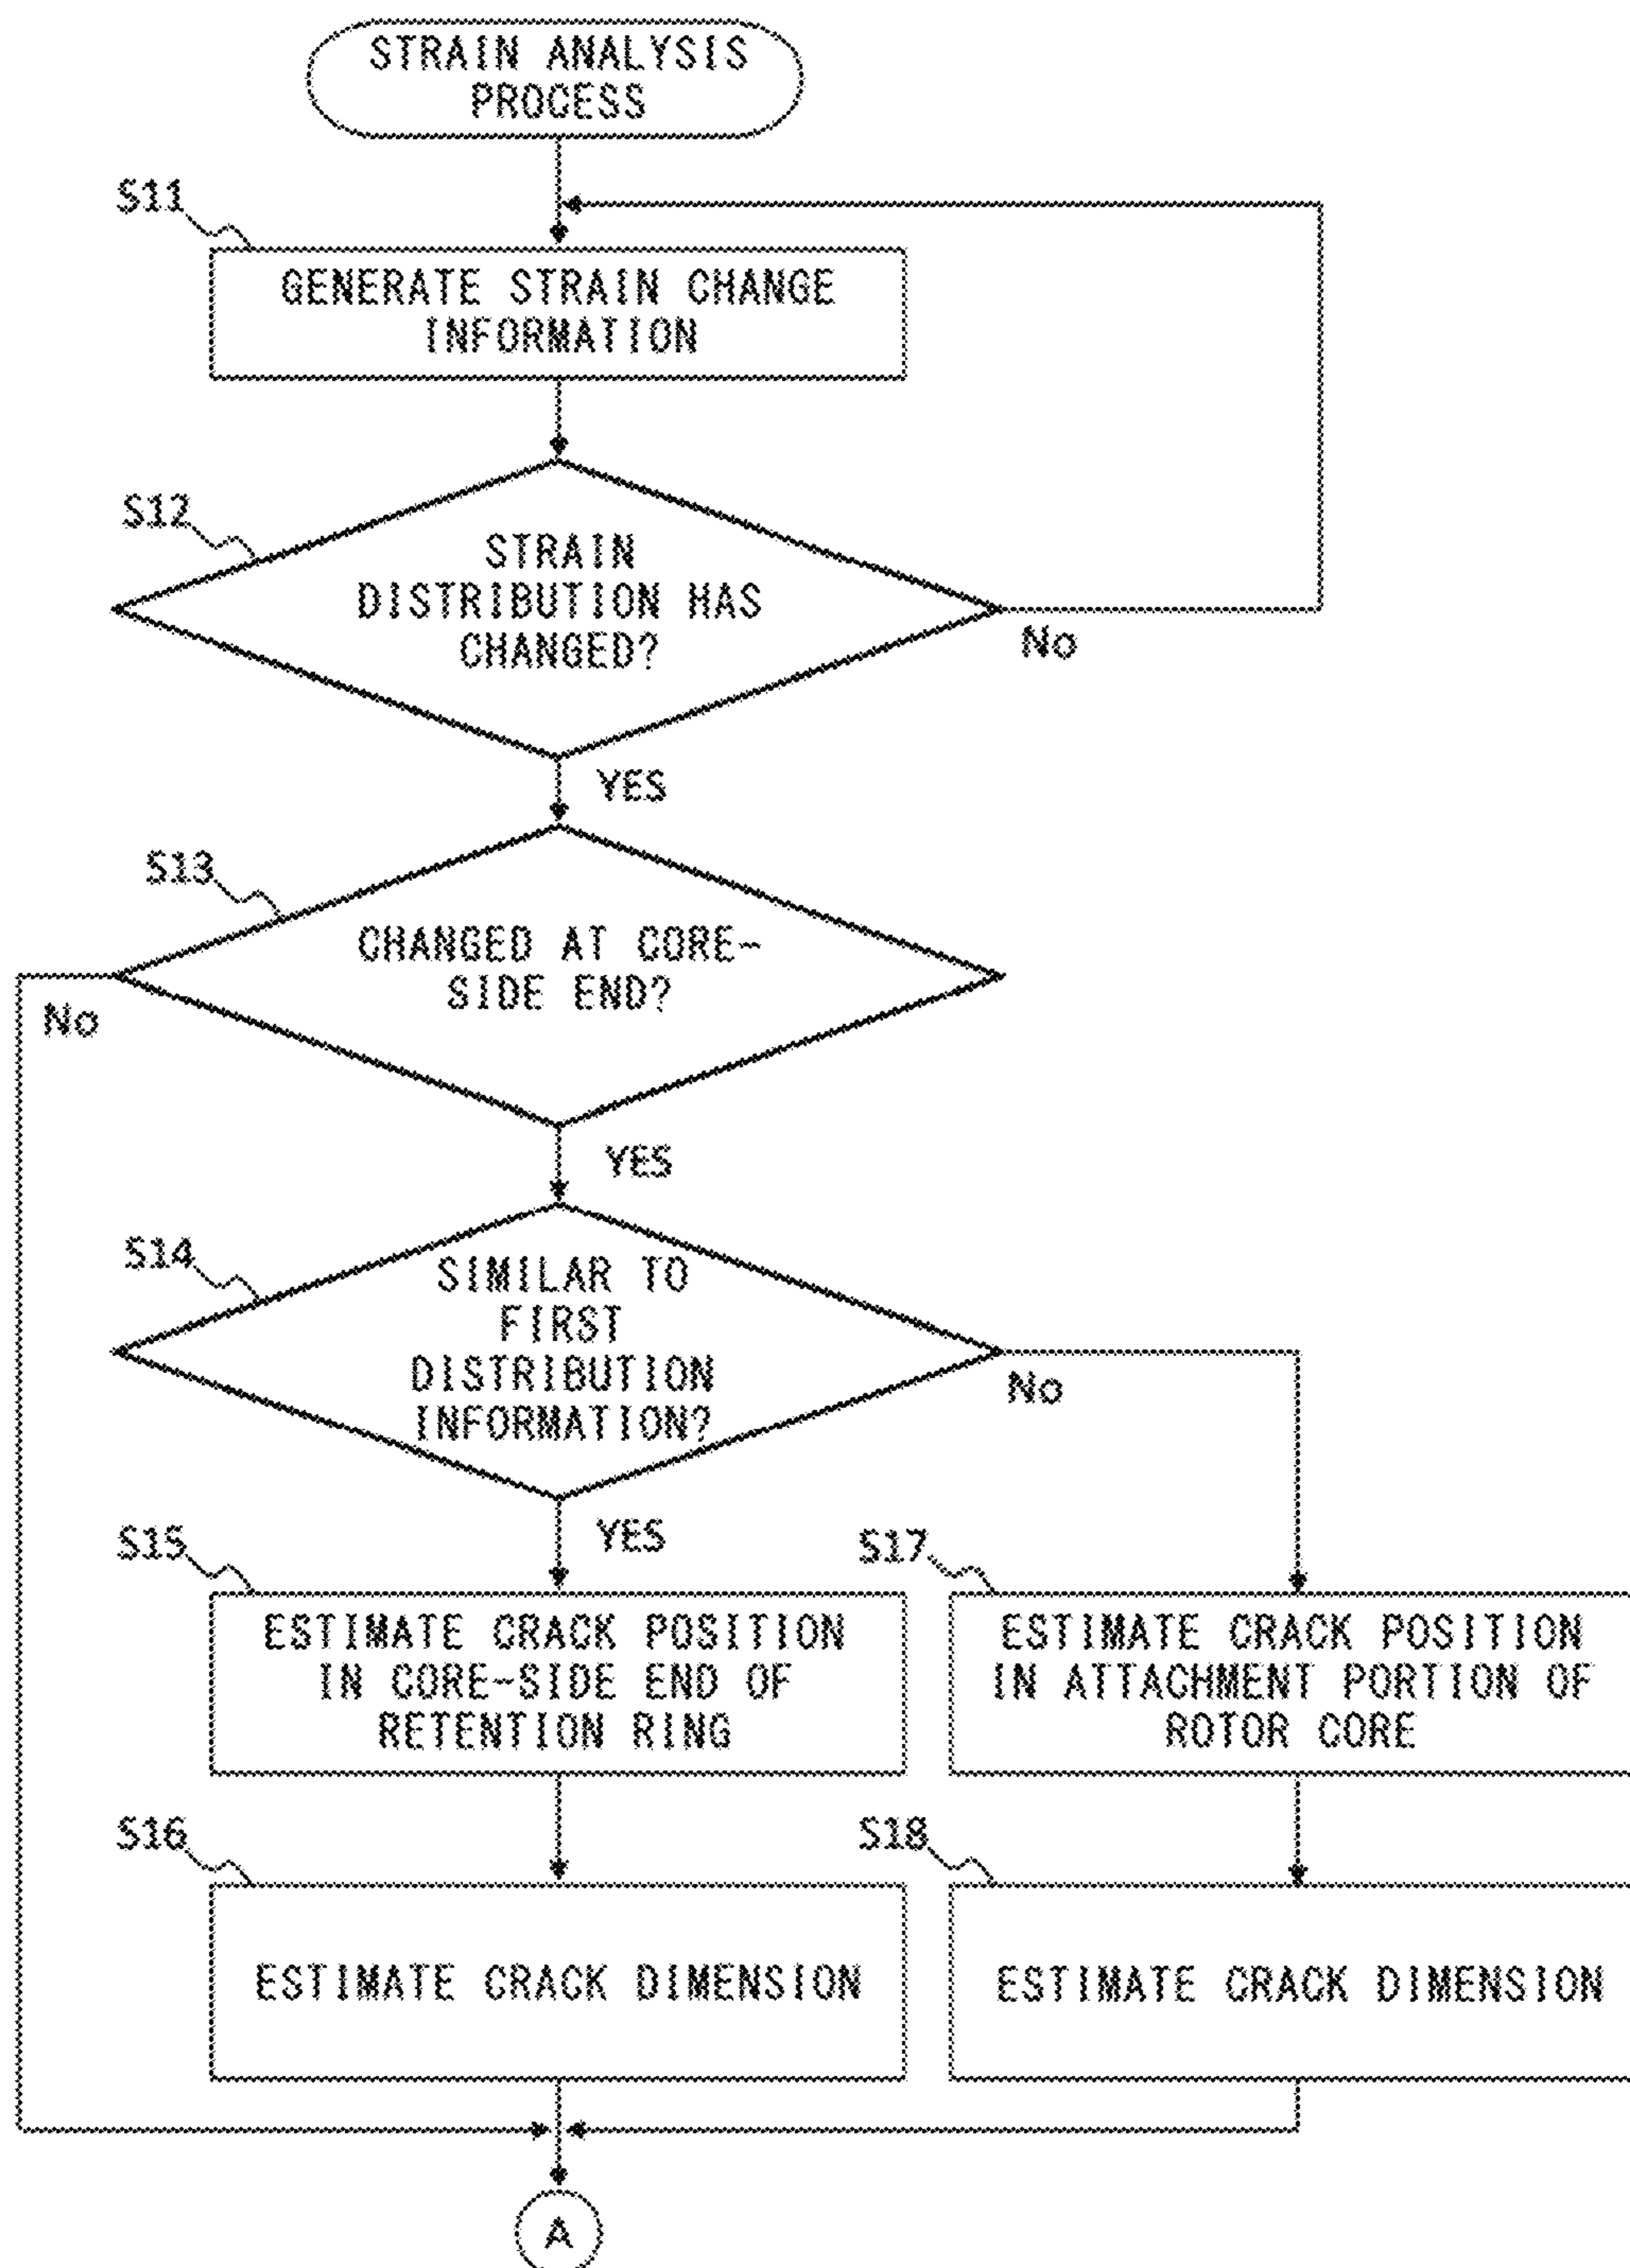 STRAIN ANALYSIS
PROCESS
S11
GENERATE STRAIN CHANGE
INFORMATION
S12
STRAIN
DISTRIBUTION HAS
CHANGED?
No
YES
S13
CHANGED AT CORE-
SIDE END?
No
YES
S14
SIMILAR TO
FIRST
DISTRIBUTION
INFORMATION?
No
YES
S15
ESTIMATE CRACK POSITION
IN CORE-SIDE END OF
RETENTION RING
S17
ESTIMATE CRACK POSITION
IN ATTACHMENT PORTION OF
ROTOR CORE
S16
ESTIMATE CRACK DIMENSION
S18
ESTIMATE CRACK DIMENSION
A